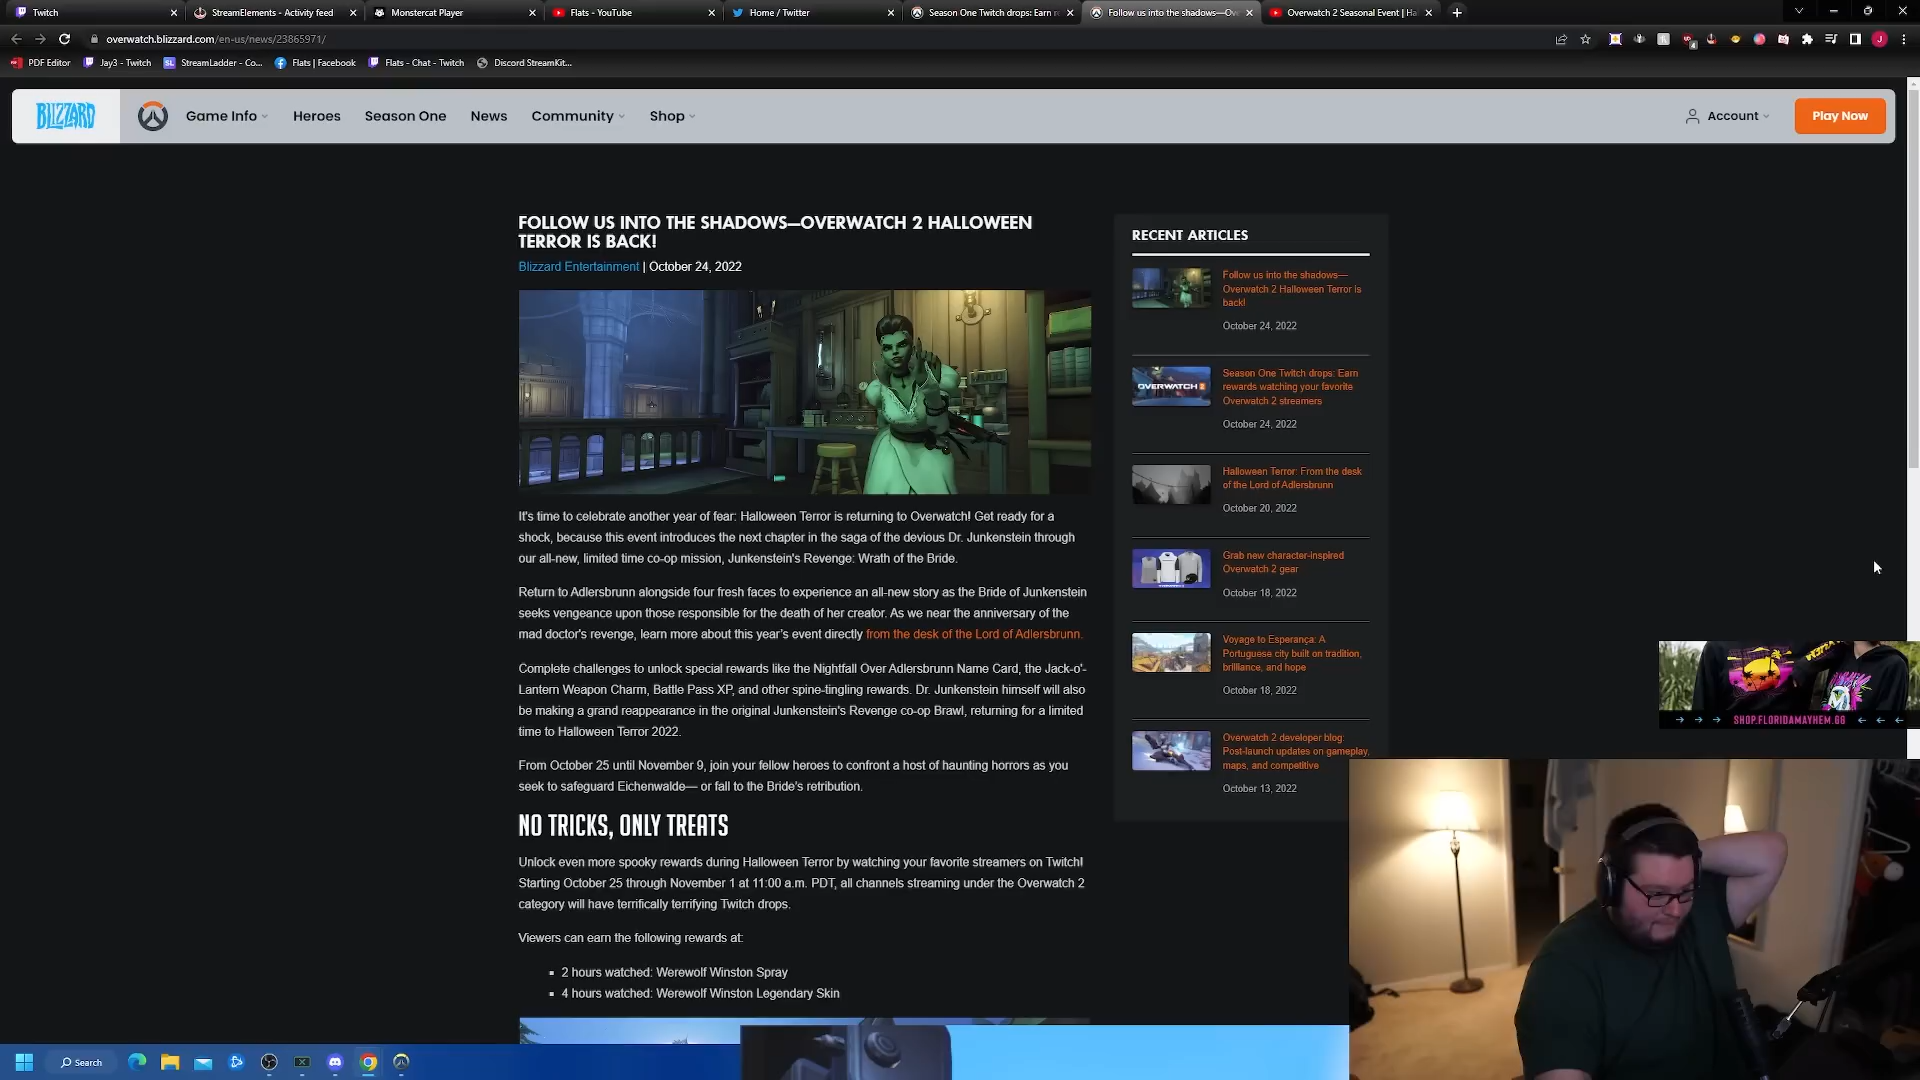 Twitch
StreamElements - Activity feed
Monstercat Player
Flats - YouTube
Home / Twitter
Season One Twitch drops: Earn r
Follow us into the shadows—Ov
Overwatch 2 Seasonal Event | Ha
overwatch.blizzard.com/en-us/news/23865971/
PDF Editor
Jay3 - Twitch
SL StreamLadder - Co...
Flats | Facebook
Flats - Chat - Twitch
Discord StreamKit...
BLIZZARD
Game Info
Heroes
Season One
News
Community
Shop
Account
Play Now
FOLLOW US INTO THE SHADOWS—OVERWATCH 2 HALLOWEEN
TERROR IS BACK!
Blizzard Entertainment | October 24, 2022
It's time to celebrate another year of fear: Halloween Terror is returning to Overwatch! Get ready for a
shock, because this event introduces the next chapter in the saga of the devious Dr. Junkenstein through
our all-new, limited time co-op mission, Junkenstein's Revenge: Wrath of the Bride.
Return to Adlersbrunn alongside four fresh faces to experience an all-new story as the Bride of Junkenstein
seeks vengeance upon those responsible for the death of her creator. As we near the anniversary of the
mad doctor's revenge, learn more about this year's event directly from the desk of the Lord of Adlersbrunn.
Complete challenges to unlock special rewards like the Nightfall Over Adlersbrunn Name Card, the Jack-o'-
Lantern Weapon Charm, Battle Pass XP, and other spine-tingling rewards. Dr. Junkenstein himself will also
be making a grand reappearance in the original Junkenstein's Revenge co-op Brawl, returning for a limited
time to Halloween Terror 2022.
From October 25 until November 9, join your fellow heroes to confront a host of haunting horrors as you
seek to safeguard Eichenwalde— or fall to the Bride's retribution.
NO TRICKS, ONLY TREATS
Unlock even more spooky rewards during Halloween Terror by watching your favorite streamers on Twitch!
Starting October 25 through November 1 at 11:00 a.m. PDT, all channels streaming under the Overwatch 2
category will have terrifically terrifying Twitch drops.
Viewers can earn the following rewards at:
2 hours watched: Werewolf Winston Spray
4 hours watched: Werewolf Winston Legendary Skin
RECENT ARTICLES
Follow us into the shadows—
Overwatch 2 Halloween Terror is
back!
October 24, 2022
OVERWATCH 2
Season One Twitch drops: Earn
rewards watching your favorite
Overwatch 2 streamers
October 24, 2022
Halloween Terror: From the desk
of the Lord of Adlersbrunn
October 20, 2022
Grab new character-inspired
Overwatch 2 gear
October 18, 2022
Voyage to Esperança: A
Portuguese city built on tradition,
brilliance, and hope
October 18, 2022
Overwatch 2 developer blog:
Post-launch updates on gameplay,
maps, and competitive
October 13, 2022
SHOP.FLORIDAMAYHEM.GG
Search